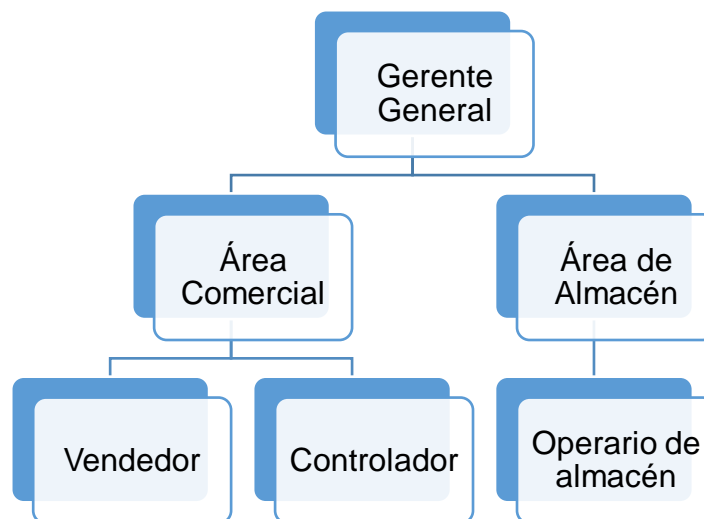 Gerente
General
Área
Comercial
Área de
Almacén
Vendedor
Controlador
Operario de
almacén